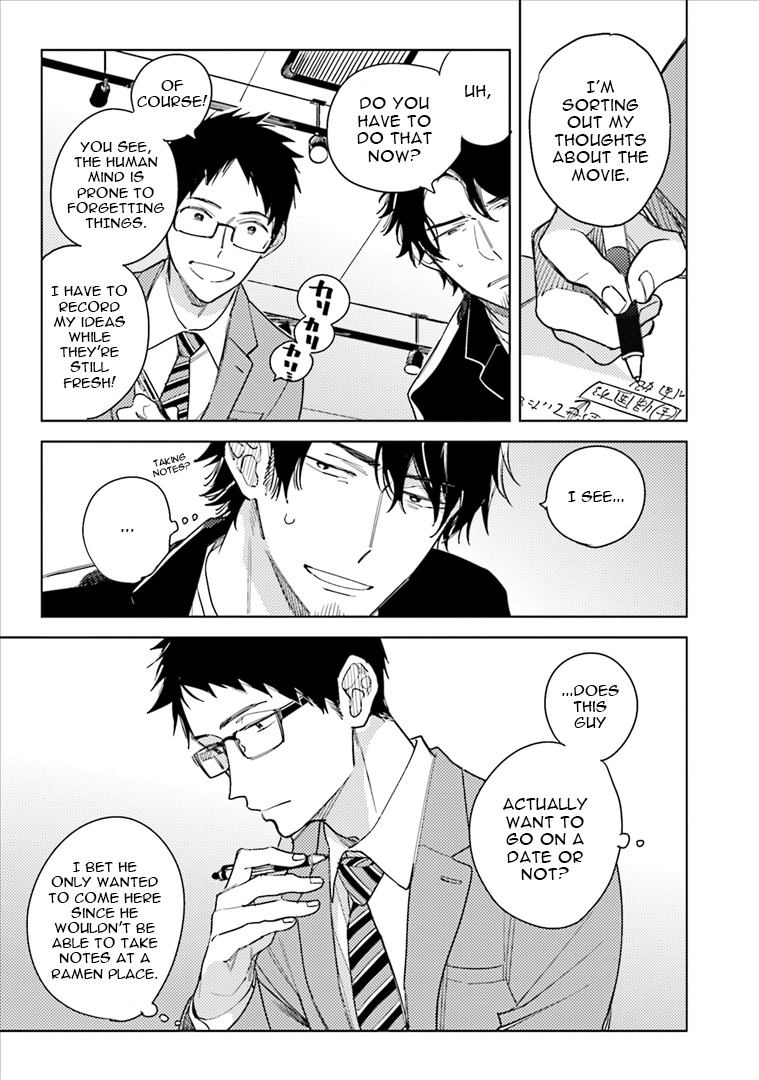 I'M
SORTING
OUT MY
THOUGHTS
ABOUT THE
MOVIE.
UH,
DO YOU
HAVE TO
DO THAT
NOW?
OF
COURSE!
YOU SEE,
THE HUMAN
MIND IS
PRONE TO
FORGETTING
THINGS.
I HAVE TO
RECORD
MY IDEAS
WHILE
THEY'RE
STILL
FRESH!
カリ
カリ
カリ
I SEE...
TAKING
NOTES?
...
...DOES
THIS
GUY
ACTUALLY
WANT TO
GO ON A
DATE OR
NOT?
I BET HE
ONLY WANTED
TO COME HERE
SINCE HE
WOULDN'T BE
ABLE TO TAKE
NOTES AT A
RAMEN PLACE.